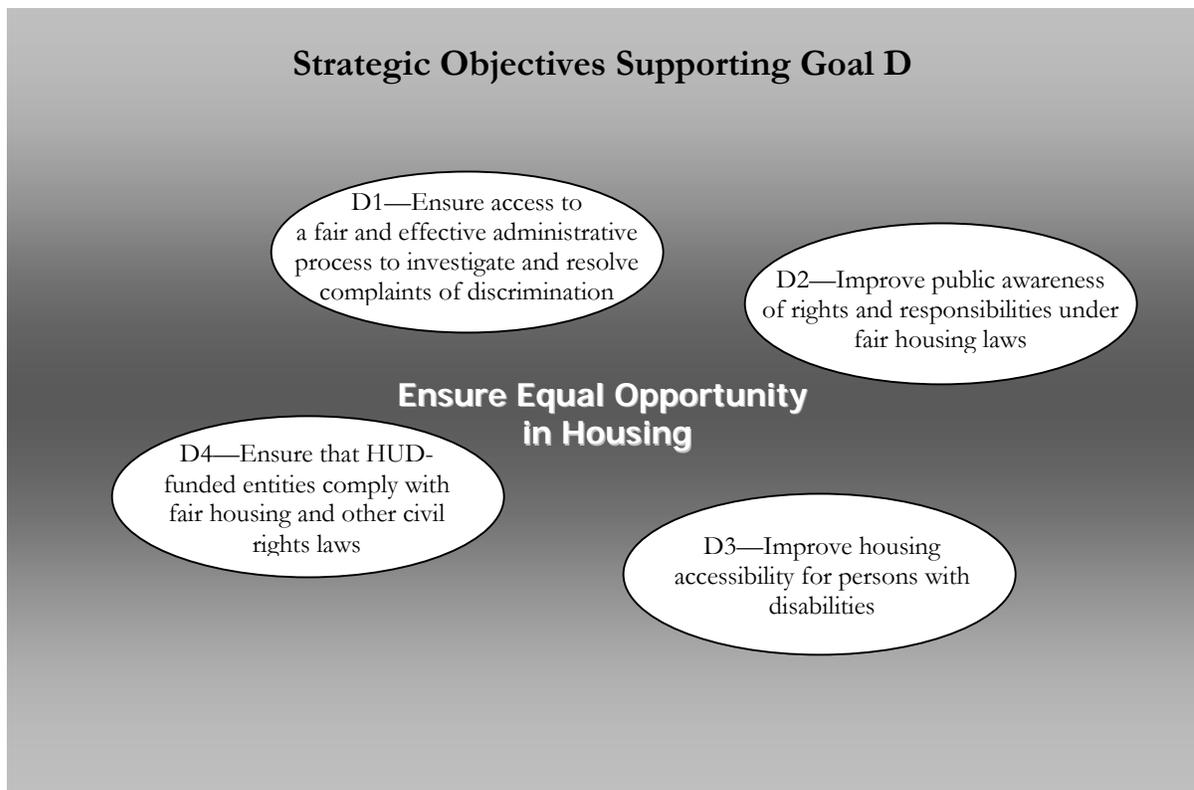 Strategic Objectives Supporting Goal D
D1—Ensure access to
a fair and effective administrative
process to investigate and resolve
complaints of discrimination
D2—Improve public awareness
of rights and responsibilities under
fair housing laws
Ensure Equal Opportunity
in Housing
D4—Ensure that HUD-
funded entities comply with
fair housing and other civil
rights laws
D3—Improve housing
accessibility for persons with
disabilities